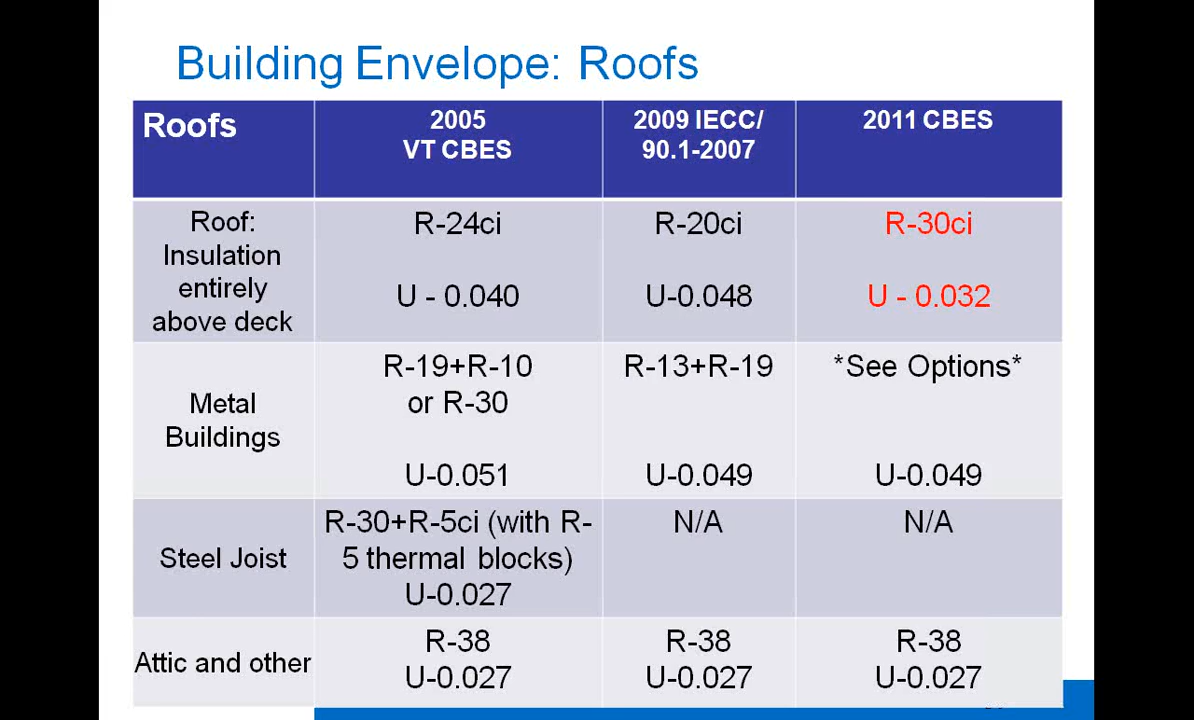 Building Envelope: Roofs
Roofs
2005
VT CBES
2009 IECC/
90.1-2007
2011 CBES
Roof:
Insulation
entirely
above deck
R-24ci
U - 0.040
R-20ci
U-0.048
R-30ci
U - 0.032
Metal
Buildings
R-19+R-10
or R-30
U-0.051
R-13+R-19
U-0.049
*See Options*
U-0.049
Steel Joist
R-30+R-5ci (with R-
5 thermal blocks)
U-0.027
N/A
N/A
Attic and other
R-38
U-0.027
R-38
U-0.027
R-38
U-0.027